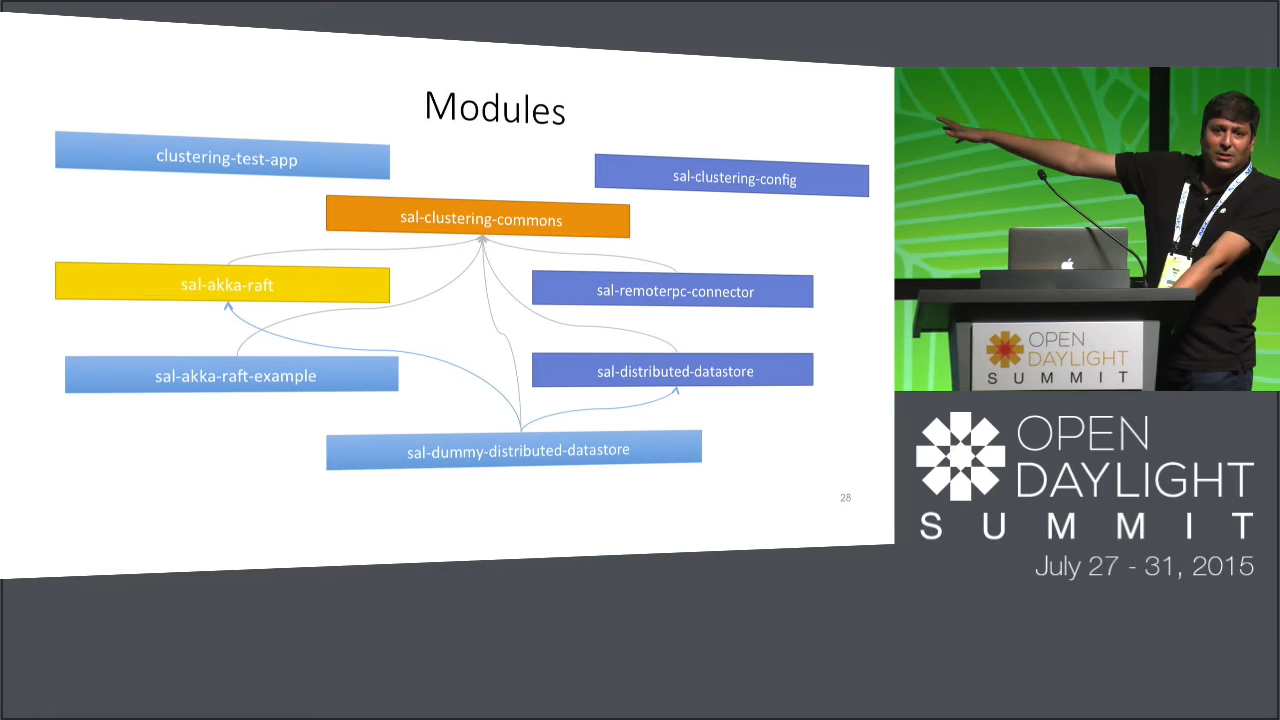 Modules
clustering-test-app
sal-clustering-config
sal-clustering-commons
sal-akka-raft
sal-remoterpc-connector
sal-akka-raft-example
sal-distributed-datastore
sal-dummy-distributed-datastore
28
OPEN
DAYLIGHT
SUMMIT
OPEN
DAYLIGHT
SUMMIT
July 27 - 31, 2015